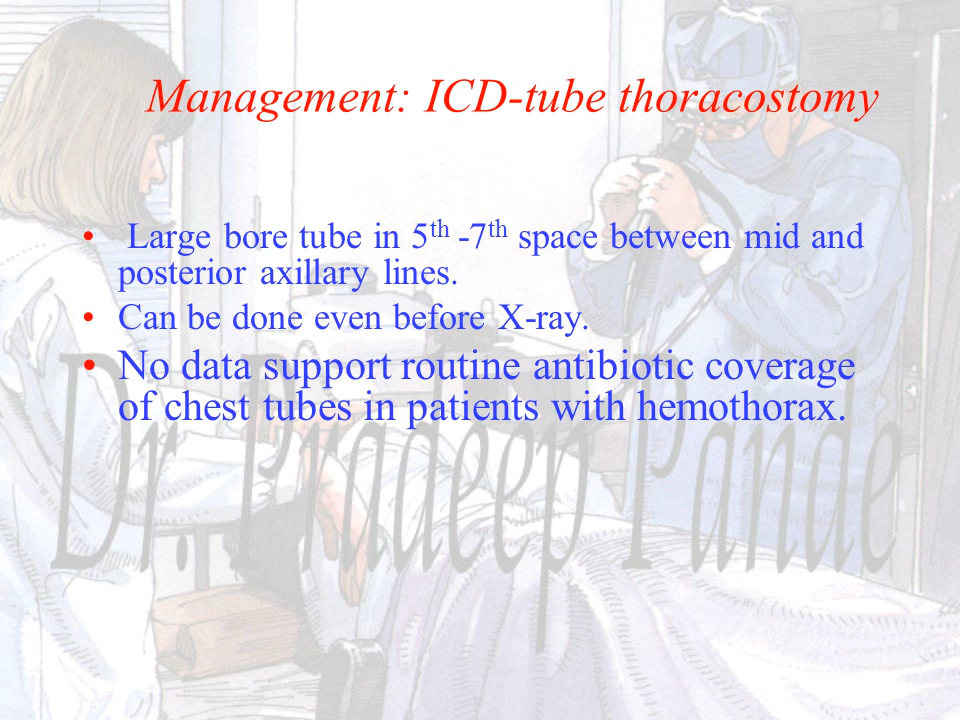 Management: ICD-tube thoracostomy
• Large bore tube in 5th -7th space between mid and
posterior axillary lines.
• Can be done even before X-ray.
• No data support routine antibiotic coverage
of chest tubes in patients with hemothorax.
Dr. Pradeep Pande